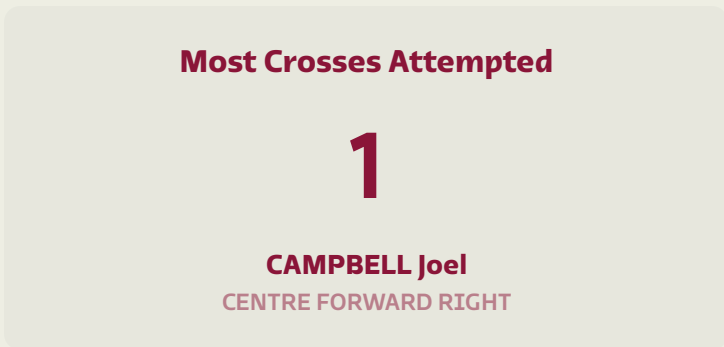 Most Crosses Attempted
1
CAMPBELL Joel
CENTRE FORWARD RIGHT